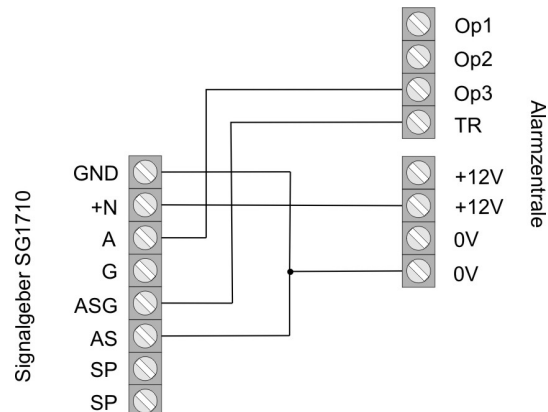 Signalgeber SG1710
GND
+N
A
G
ASG
AS
SP
SP
Op1
Op2
Op3
TR
+12V
+12V
0V
0V
Alarmzentrale